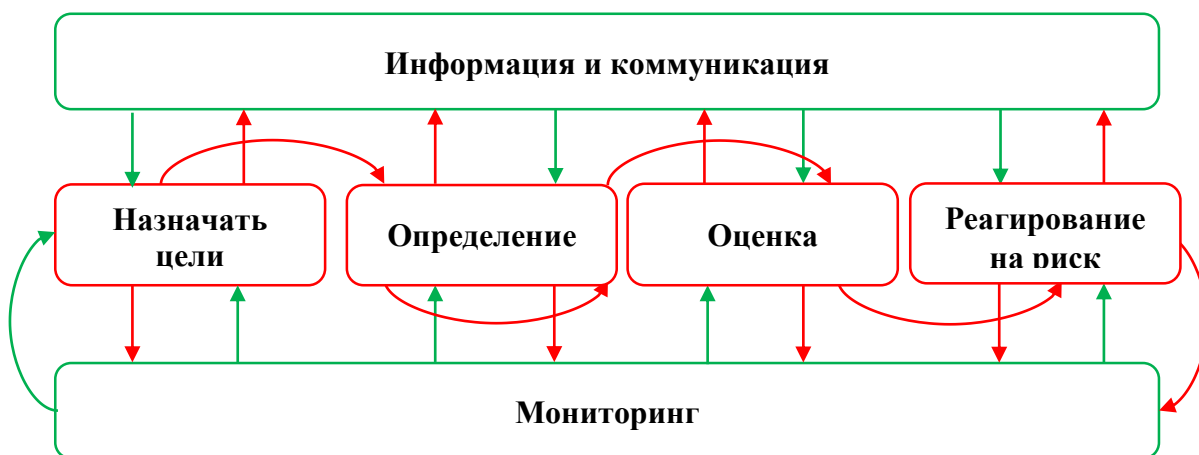 Информация и коммуникация
Назначать
цели
Определение
Оценка
Реагирование
на риск
Мониторинг